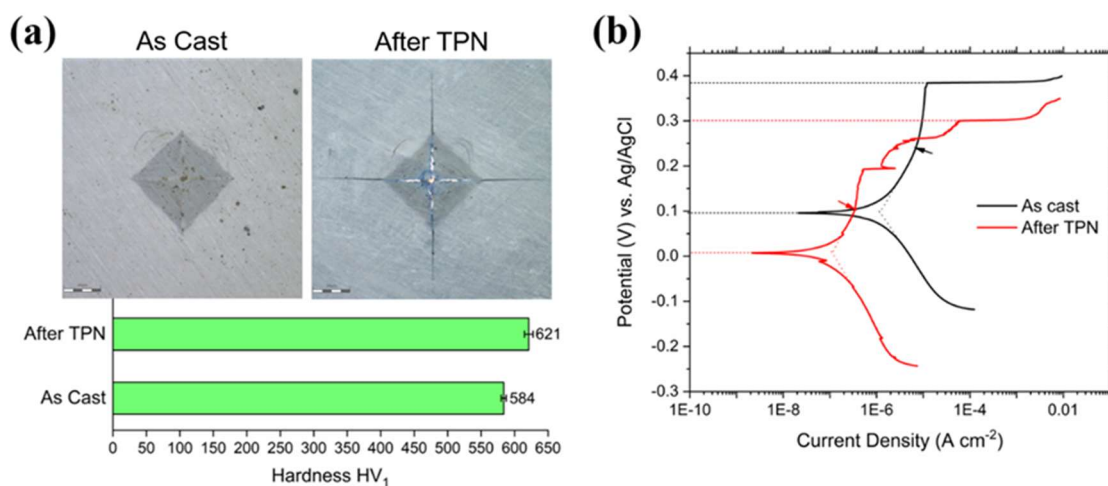 (a)
As Cast
After TPN
After TPN
621
As Cast
584
0 50 100 150 200 250 300 350 400 450 500 550 600 650
Hardness HV1
(b)
0.4
0.3
0.2
0.1
0.0
-0.1
-0.2
-0.3
Potential (V) vs. Ag/AgCl
As cast
After TPN
1E-10 1E-8 1E-6 1E-4 0.01
Current Density (A cm-2)